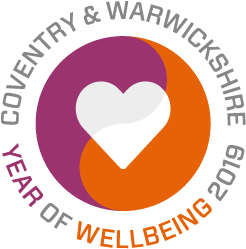 COVENTRY & WARWICKSHIRE
YEAR OF WELLBEING 2019